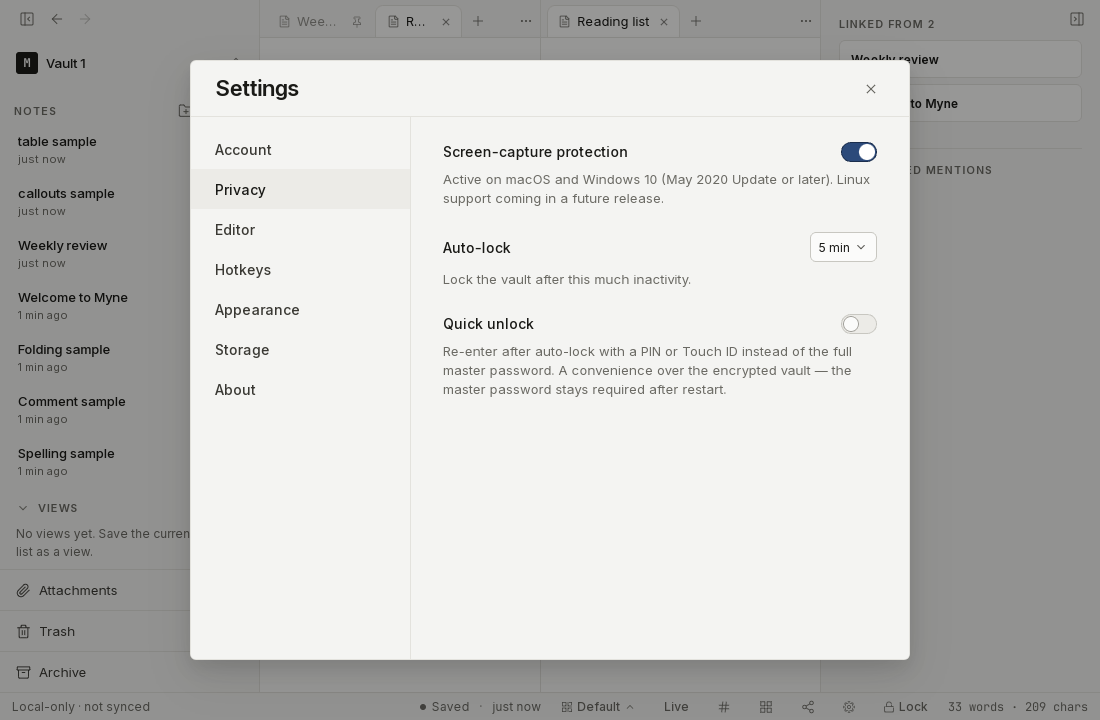 Wee…
R…
Reading list
M
Vault 1
NOTES
table sample
just now
callouts sample
just now
Weekly review
just now
Welcome to Myne
1 min ago
Folding sample
1 min ago
Comment sample
1 min ago
Spelling sample
1 min ago
VIEWS
No views yet. Save the curren
list as a view.
Attachments
Trash
Archive
LINKED FROM 2
Weekly review
to Myne
MENTIONS
Settings
Account
Privacy
Editor
Hotkeys
Appearance
Storage
About
Screen-capture protection
Active on macOS and Windows 10 (May 2020 Update or later). Linux
support coming in a future release.
Auto-lock
5 min
Lock the vault after this much inactivity.
Quick unlock
Re-enter after auto-lock with a PIN or Touch ID instead of the full
master password. A convenience over the encrypted vault — the
master password stays required after restart.
Local-only · not synced
Saved · just now
Default
Live
Lock
33 words · 209 chars